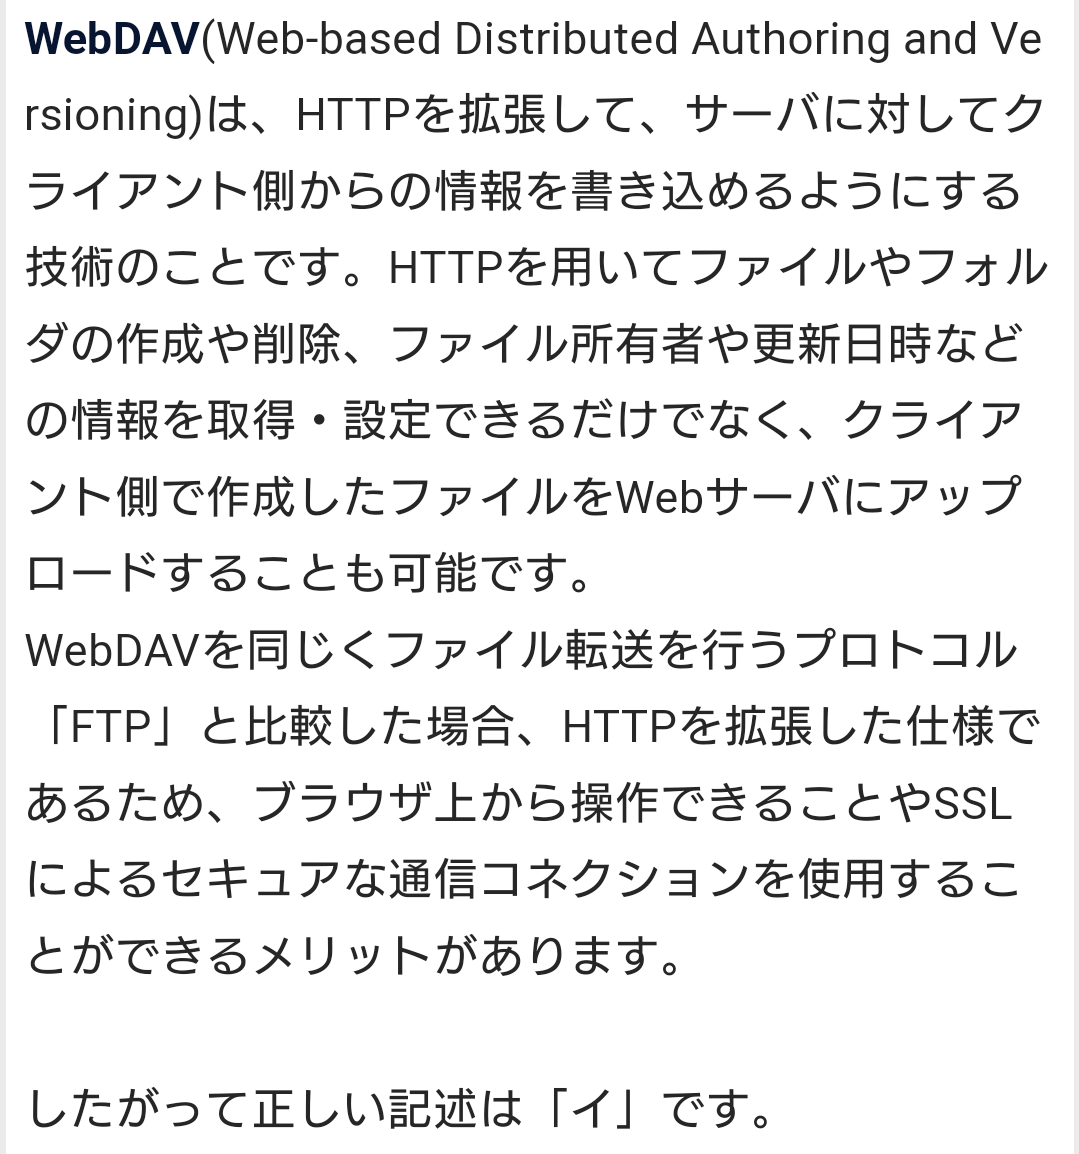 WebDAV(Web-based Distributed Authoring and Ve
rsioning)は、HTTPを拡張して、サーバに対してク
ライアント側からの情報を書き込めるようにする
技術のことです。HTTPを用いてファイルやフォル
ダの作成や削除、ファイル所有者や更新日時など
の情報を取得・設定できるだけでなく、クライア
ント側で作成したファイルをWebサーバにアップ
ロードすることも可能です。
WebDAVを同じくファイル転送を行うプロトコル
「FTP」と比較した場合、HTTPを拡張した仕様で
あるため、ブラウザ上から操作できることやSSL
によるセキュアな通信コネクションを使用するこ
とができるメリットがあります。
したがって正しい記述は「イ」です。